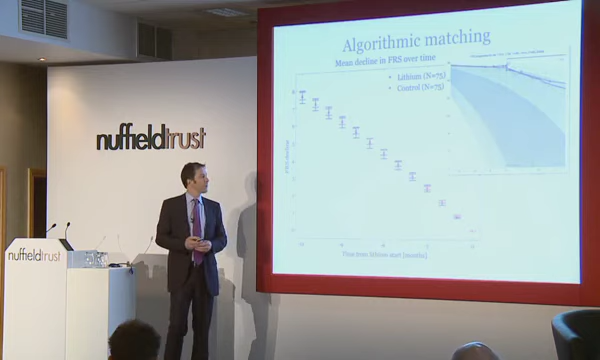 Algorithmic matching
Mean decline in FRS over time
• Lithium (N=75)
• Control (N=75)
nuffieldtrust
Time from lithium start [months]
nuffieldtrust